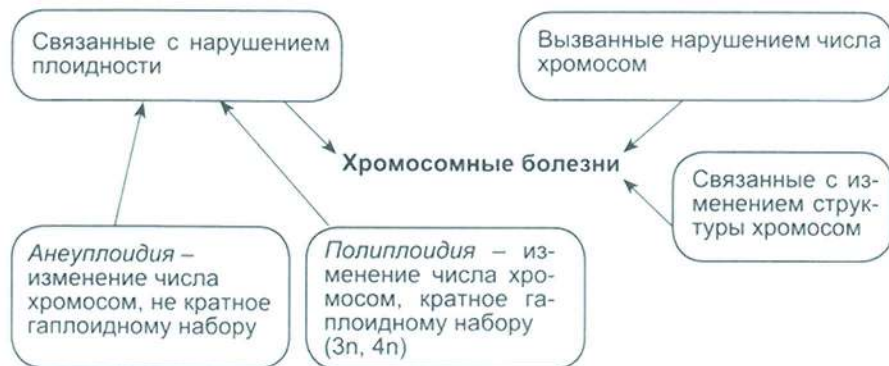 Связанные с нарушением
плоидности
Вызванные нарушением числа
хромосом
Хромосомные болезни
Связанные с из-
менением струк-
туры хромосом
Анеуплоидия –
изменение числа
хромосом, не кратное
гаплоидному набору
Полиплоидия – из-
менение числа хро-
мосом, кратное га-
плоидному набору
(3n, 4n)